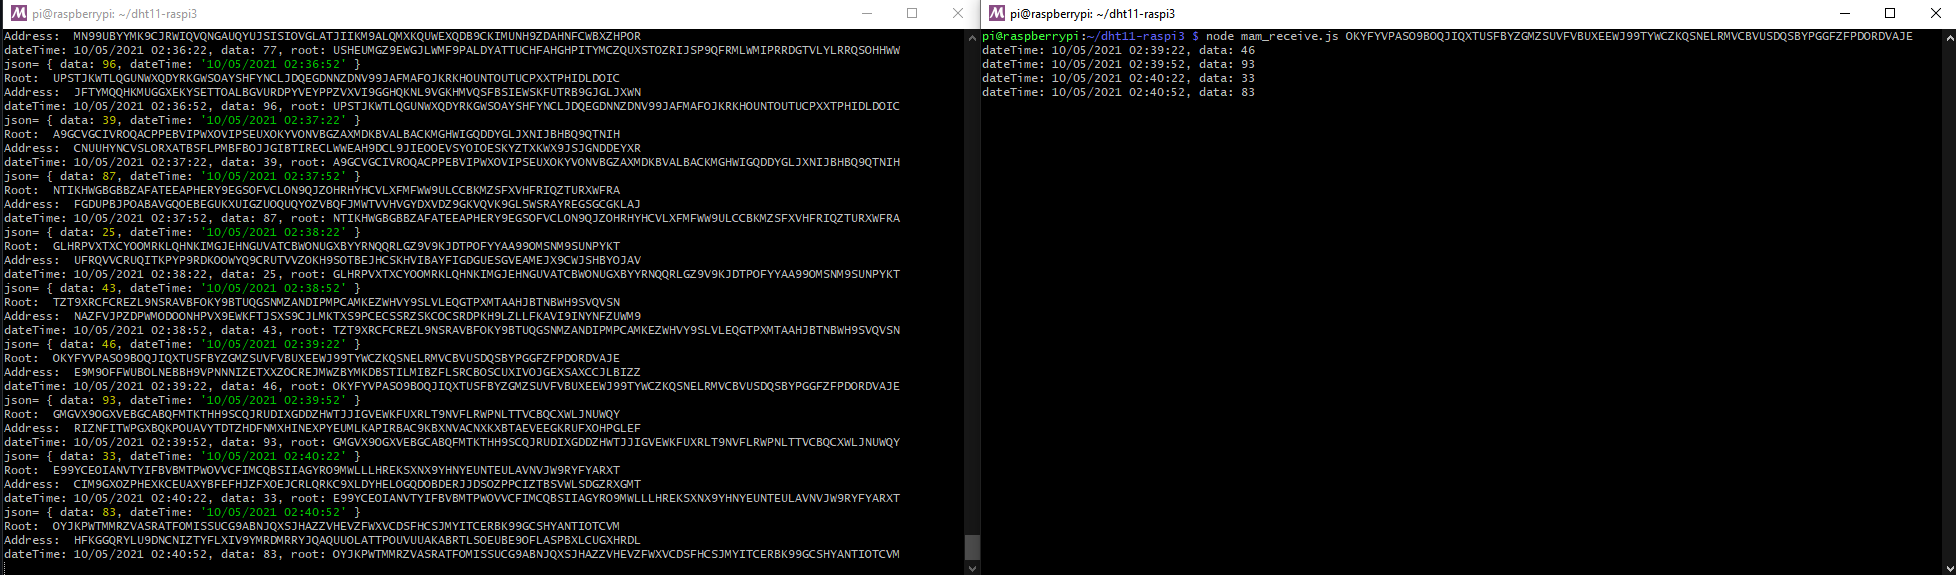 pi@raspberrypi: ~/dht11-raspi3
Address:  MN99UBYYMK9CJRWIQVQNGAUQYUJSISIOVGLATJIIKM9ALQMXKQUWEXQDB9CKIMUNH9ZDAHNFCWBXZHPOR
dateTime: 10/05/2021 02:36:22, data: 77, root: USHEUMGZ9EWGJLWMF9PALDYATTUCHFAHGHPITYMCZQUXSTOZRIJSP9QFRMLWMIPRRDGTVLYLRRQSOHHWW
json= { data: 96, dateTime: '10/05/2021 02:36:52' }
Root:  UPSTJKWTLQGUNWXQDYRKGWSOAYSHFYNCLJDQEGDNNZDNV99JAFMAFOJKRKHOUNTOUTUCPXXTPHIDLDOIC
Address:  JFTYMQQHKMUGGXEKYSETTOALBGVURDPYVEYPPZVXVI9GGHQKNL9VGKHMVQSFBSIEWSKFUTRB9GJGLJXWN
dateTime: 10/05/2021 02:36:52, data: 96, root: UPSTJKWTLQGUNWXQDYRKGWSOAYSHFYNCLJDQEGDNNZDNV99JAFMAFOJKRKHOUNTOUTUCPXXTPHIDLDOIC
json= { data: 39, dateTime: '10/05/2021 02:37:22' }
Root:  A9GCVGCIVROQACPPEBVIPWXOVIPSEUXOKYVONVBGZAXMDKBVALBACKMGHWIGQDDYGLJXNIJBHBQ9QTNIH
Address:  CNUUHYNCVSLORXATBSFLPMBFBOJJGIBTIRECLWWEAH9DCL9JIEOOEVSYOIOESKYZTXKWX9JSJGNDDEYXR
dateTime: 10/05/2021 02:37:22, data: 39, root: A9GCVGCIVROQACPPEBVIPWXOVIPSEUXOKYVONVBGZAXMDKBVALBACKMGHWIGQDDYGLJXNIJBHBQ9QTNIH
json= { data: 87, dateTime: '10/05/2021 02:37:52' }
Root:  NTIKHWGBGBBZAFATEEAPHERY9EGSOFVCLON9QJZOHRHYHCVLXFMFWW9ULCCBKMZSFXVHFRIQZTURXWFRA
Address:  FGDUPBJPOABAVGQOEBEGUKXUIGZUOQUQYOZVBQFJMWTVVHVGYDXVDZ9GKVQVK9GLSWSRAYREGSGCGKLAJ
dateTime: 10/05/2021 02:37:52, data: 87, root: NTIKHWGBGBBZAFATEEAPHERY9EGSOFVCLON9QJZOHRHYHCVLXFMFWW9ULCCBKMZSFXVHFRIQZTURXWFRA
json= { data: 25, dateTime: '10/05/2021 02:38:22' }
Root:  GLHRPVXTXCYOOMRKLQHNKIMGJEHNGUVATCBWONUGXBYYRNQQRLGZ9V9KJDTPOFYYAA99OMSNM9SUNPYKT
Address:  UFRQVVCRUQITKPYP9RDKOOWYQ9CRUTVVZOKH9SOTBEJHCSKHVIBAYFIGDGUESGVEAMEJX9CWJSHBYOJAV
dateTime: 10/05/2021 02:38:22, data: 25, root: GLHRPVXTXCYOOMRKLQHNKIMGJEHNGUVATCBWONUGXBYYRNQQRLGZ9V9KJDTPOFYYAA99OMSNM9SUNPYKT
json= { data: 43, dateTime: '10/05/2021 02:38:52' }
Root:  TZT9XRCFCREZL9NSRAVBFOKY9BTUQGSNMZANDIPMPCAMKEZWHVY9SLVLEQGTPXMTAAHJBTNBWH9SVQVSN
Address:  NAZFVJPZDPWMODOONHPVX9EWKFTJSXS9CJLMKTXS9PCECSSRZSKCOCSRDPKH9LZLLFKAVI9INYNFZUWM9
dateTime: 10/05/2021 02:38:52, data: 43, root: TZT9XRCFCREZL9NSRAVBFOKY9BTUQGSNMZANDIPMPCAMKEZWHVY9SLVLEQGTPXMTAAHJBTNBWH9SVQVSN
json= { data: 46, dateTime: '10/05/2021 02:39:22' }
Root:  OKYFYVPASO9BOQJIQXTUSFBYZGMZSUVFVBUXEEWJ99TYWCZKQSNELRMVCBVUSDQSBYPGGFZFPDORDVAJE
Address:  E9M9OFFWUBOLNEBBH9VPNNNIZETXXZOCREJMWZBYMKDBSTILMIBZFLSRCBOSCUXIVOJGEXSAXCCJLBIZZ
dateTime: 10/05/2021 02:39:22, data: 46, root: OKYFYVPASO9BOQJIQXTUSFBYZGMZSUVFVBUXEEWJ99TYWCZKQSNELRMVCBVUSDQSBYPGGFZFPDORDVAJE
json= { data: 93, dateTime: '10/05/2021 02:39:52' }
Root:  GMGVX9OGXVEBGCABQFMTKTHH9SCQJRUDIXGDDZHWTJJIGVEWKFUXRLT9NVFLRWPNLTTVCBQCXWLJNUWQY
Address:  RIZNFITWPGXBQKPOUAVYTDTZHDFNMXHINEXPYEUMLKAPIRBAC9KBXNVACNXKXBTAEVEEGKRUFXOHPGLEF
dateTime: 10/05/2021 02:39:52, data: 93, root: GMGVX9OGXVEBGCABQFMTKTHH9SCQJRUDIXGDDZHWTJJIGVEWKFUXRLT9NVFLRWPNLTTVCBQCXWLJNUWQY
json= { data: 33, dateTime: '10/05/2021 02:40:22' }
Root:  E99YCEOIANVTYIFBVBMTPWOVVCFIMCQBSIIAGYRO9MWLLLHREKSXNX9YHNYEUNTEULAVNVJW9RYFYARXT
Address:  CIM9GXOZPHEXKCEUAXYBFEFHJZFXOEJCRLQRKC9XLDYHELOGQDOBDERJJDSOZPPCIZTBSVWLSDGZRXGMT
dateTime: 10/05/2021 02:40:22, data: 33, root: E99YCEOIANVTYIFBVBMTPWOVVCFIMCQBSIIAGYRO9MWLLLHREKSXNX9YHNYEUNTEULAVNVJW9RYFYARXT
json= { data: 83, dateTime: '10/05/2021 02:40:52' }
Root:  OYJKPWTMMRZVASRATFOMISSUCG9ABNJQXSJHAZZVHEVZFWXVCDSFHCSJMYITCERBK99GCSHYANTIOTCVM
Address:  HFKGGQRYLU9DNCNIZTYFLXIV9YMRDMRRYJQAQUUOLATTPOUVUUAKABRTLSOEUBE9OFLASPBXLCUGXHRDL
dateTime: 10/05/2021 02:40:52, data: 83, root: OYJKPWTMMRZVASRATFOMISSUCG9ABNJQXSJHAZZVHEVZFWXVCDSFHCSJMYITCERBK99GCSHYANTIOTCVM
pi@raspberrypi: ~/dht11-raspi3
pi@raspberrypi:~/dht11-raspi3 $ node mam_receive.js OKYFYVPASO9BOQJIQXTUSFBYZGMZSUVFVBUXEEWJ99TYWCZKQSNELRMVCBVUSDQSBYPGGFZFPDORDVAJE
dateTime: 10/05/2021 02:39:22, data: 46
dateTime: 10/05/2021 02:39:52, data: 93
dateTime: 10/05/2021 02:40:22, data: 33
dateTime: 10/05/2021 02:40:52, data: 83